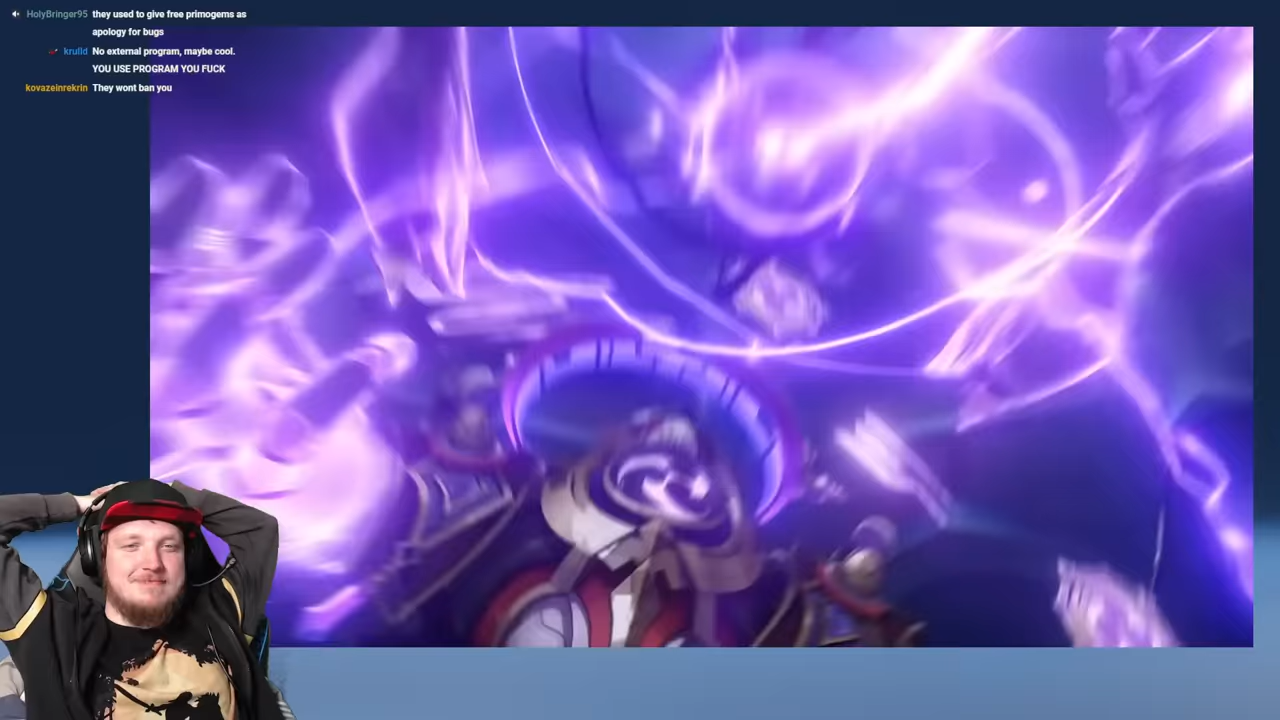 HolyBringer95 they used to give free primogems as
apology for bugs
krulld No external program, maybe cool.
YOU USE PROGRAM YOU FUCK
kovazeinrekrin They wont ban you